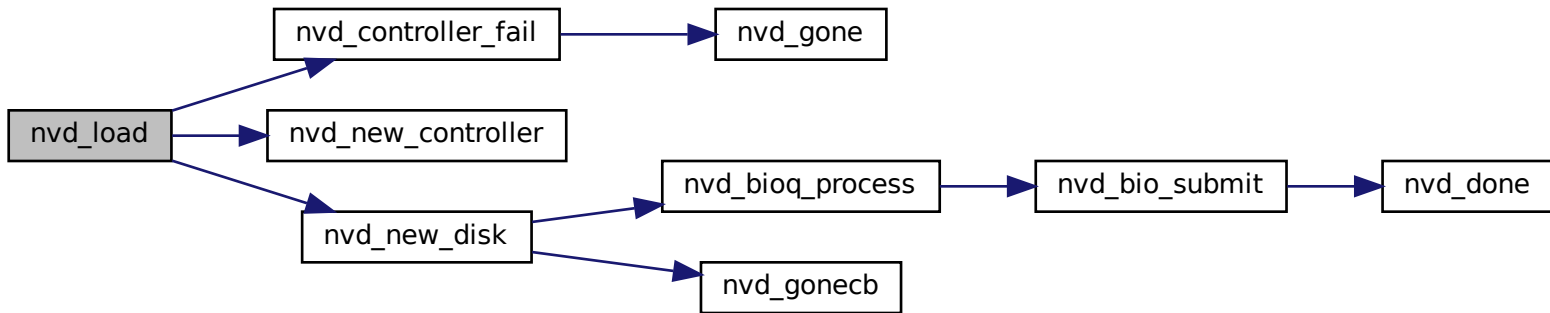 nvd_load
nvd_controller_fail
nvd_gone
nvd_new_controller
nvd_new_disk
nvd_bioq_process
nvd_bio_submit
nvd_done
nvd_gonecb